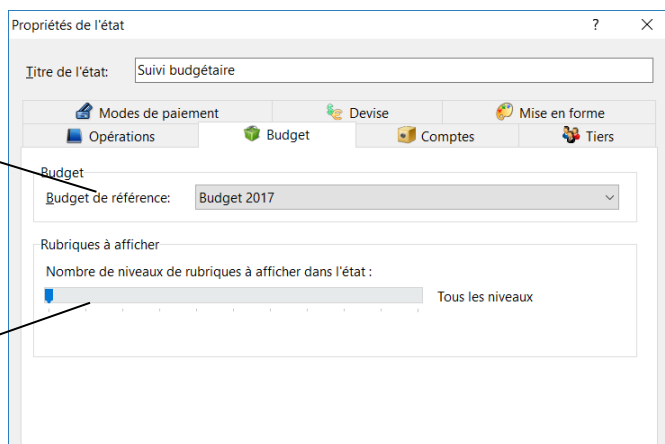 Propriétés de l'état ?
Titre de l'état: Suivi budgétaire
Modes de paiement Devise Mise en forme
Opérations Budget Comptes Tiers
Budget
Budget de référence: Budget 2017
Rubriques à afficher
Nombre de niveaux de rubriques à afficher dans l'état :
Tous les niveaux